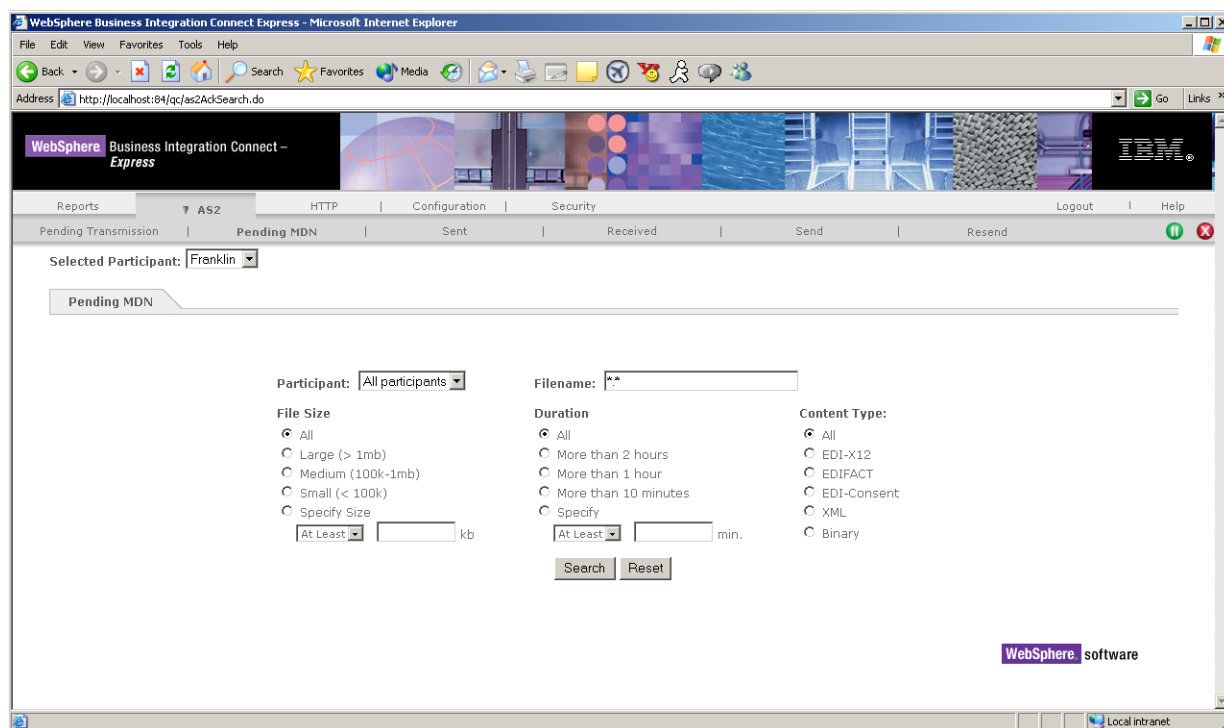 WebSphere Business Integration Connect Express - Microsoft Internet Explorer
File Edit View Favorites Tools Help
Back Search Favorites Media
Address http://localhost:84/qc/as2AckSearch.do Go Links »
WebSphere. Business Integration Connect –
Express
IBM®
Reports AS2 HTTP | Configuration | Security Logout | Help
Pending Transmission | Pending MDN | Sent | Received | Send | Resend
Selected Participant: Franklin
Pending MDN
Participant: All participants Filename: *.*
File Size Duration Content Type:
All All All
Large (> 1mb) More than 2 hours EDI-X12
Medium (100k-1mb) More than 1 hour EDIFACT
Small (< 100k) More than 10 minutes EDI-Consent
Specify Size Specify XML
At Least kb At Least min. Binary
Search Reset
WebSphere. software
Local intranet